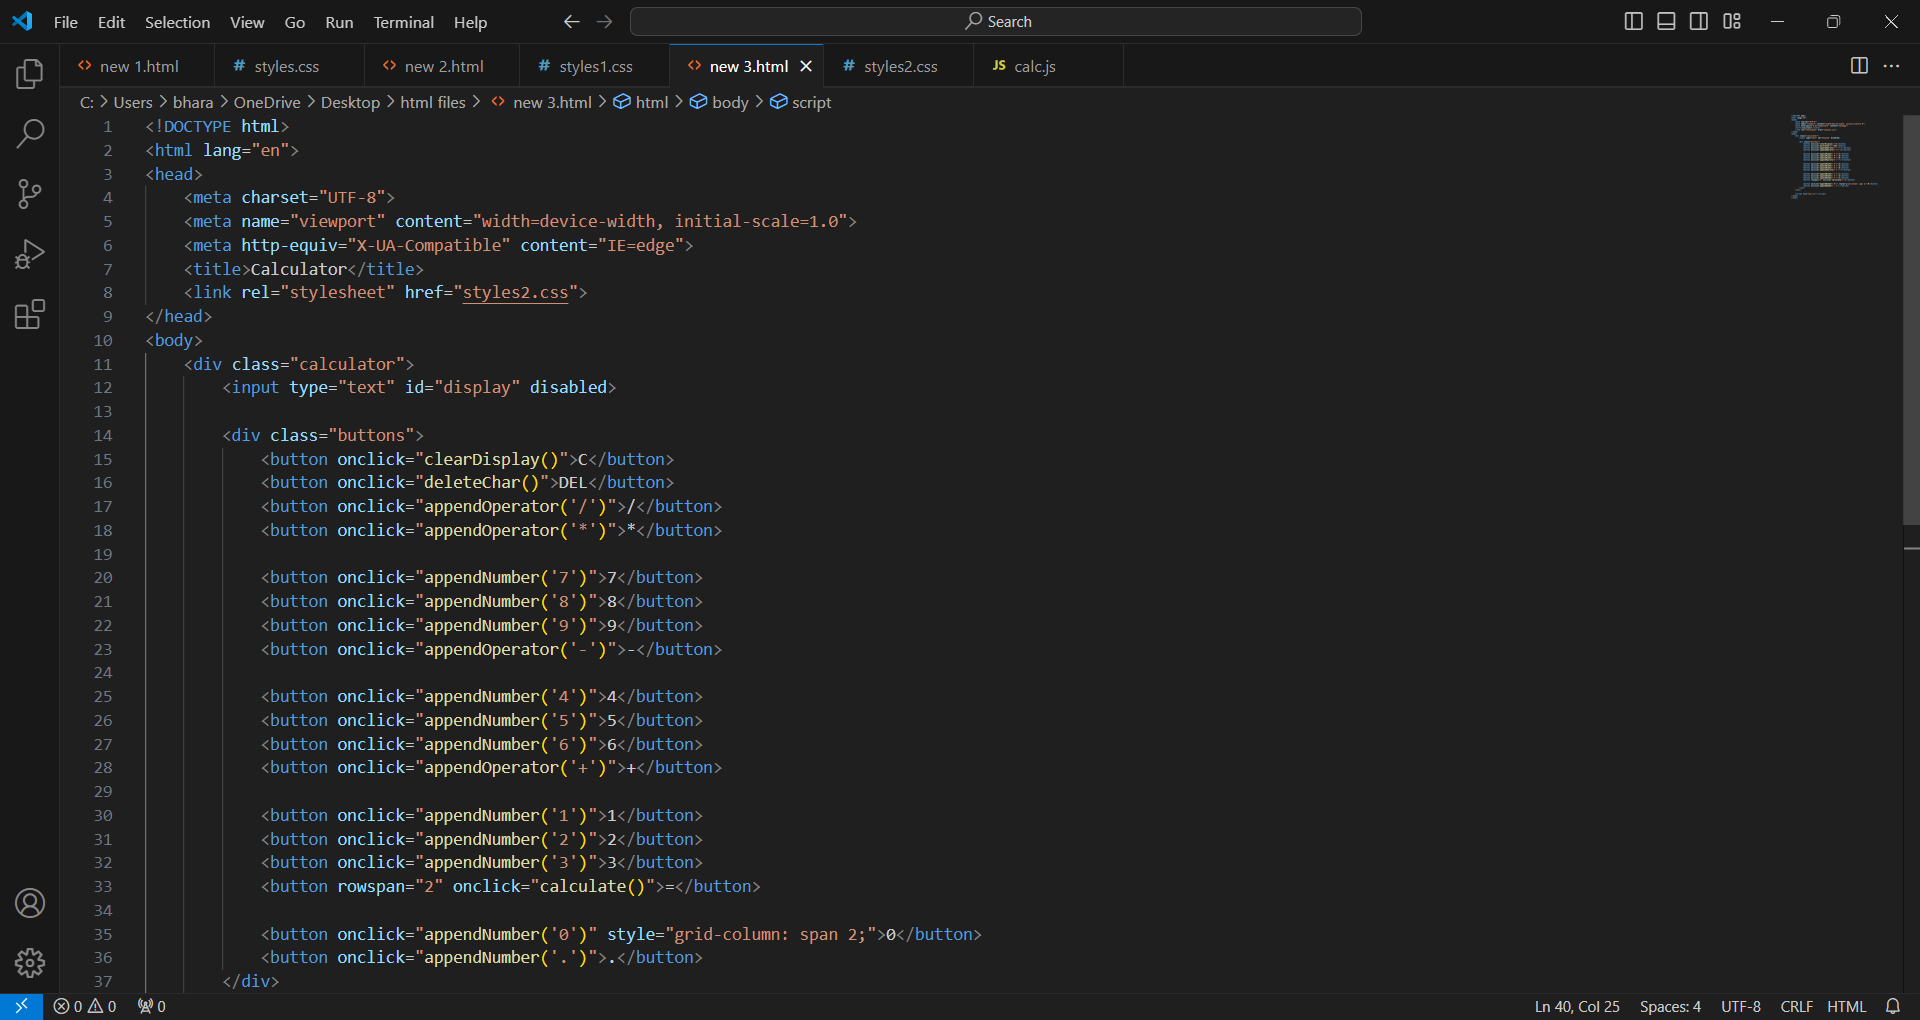 File Edit Selection View Go Run Terminal Help Search
new 1.html # styles.css new 2.html # styles1.css new 3.html # styles2.css JS calc.js
C: > Users > bhara > OneDrive > Desktop > html files > new 3.html > html > body > script
1 <!DOCTYPE html>
2 <html lang="en">
3 <head>
4 <meta charset="UTF-8">
5 <meta name="viewport" content="width=device-width, initial-scale=1.0">
6 <meta http-equiv="X-UA-Compatible" content="IE=edge">
7 <title>Calculator</title>
8 <link rel="stylesheet" href="styles2.css">
9 </head>
10 <body>
11 <div class="calculator">
12 <input type="text" id="display" disabled>
13
14 <div class="buttons">
15 <button onclick="clearDisplay()">C</button>
16 <button onclick="deleteChar()">DEL</button>
17 <button onclick="appendOperator('/')">/</button>
18 <button onclick="appendOperator('*')">*</button>
19
20 <button onclick="appendNumber('7')">7</button>
21 <button onclick="appendNumber('8')">8</button>
22 <button onclick="appendNumber('9')">9</button>
23 <button onclick="appendOperator('-')">-</button>
24
25 <button onclick="appendNumber('4')">4</button>
26 <button onclick="appendNumber('5')">5</button>
27 <button onclick="appendNumber('6')">6</button>
28 <button onclick="appendOperator('+')">+</button>
29
30 <button onclick="appendNumber('1')">1</button>
31 <button onclick="appendNumber('2')">2</button>
32 <button onclick="appendNumber('3')">3</button>
33 <button rowspan="2" onclick="calculate()">=</button>
34
35 <button onclick="appendNumber('0')" style="grid-column: span 2;">0</button>
36 <button onclick="appendNumber('.')">.</button>
37 </div>
0 0 0 Ln 40, Col 25 Spaces: 4 UTF-8 CRLF HTML